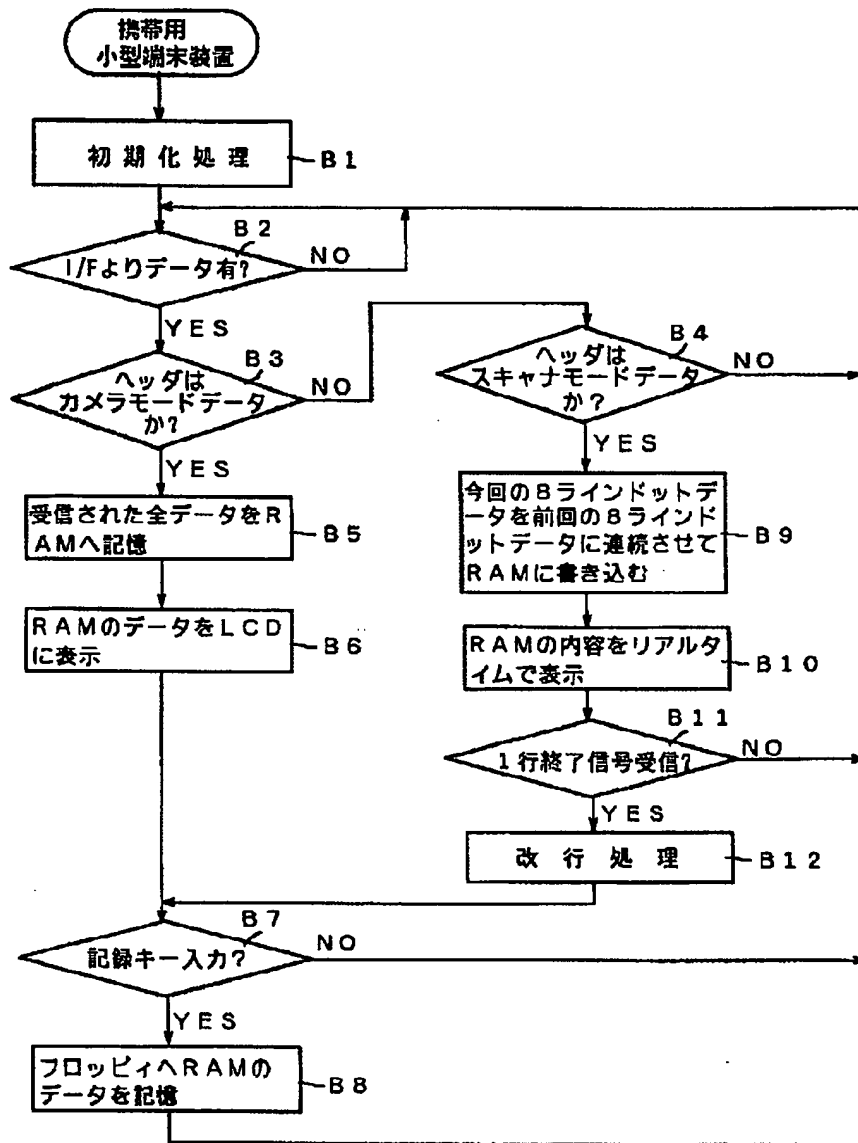 携帯用
小型端末装置
初期化処理
B1
I/Fよりデータ有?
B2
NO
YES
ヘッダは
カメラモードデータ
か?
B3
NO
YES
ヘッダは
スキャナモードデータ
か?
B4
NO
YES
受信された全データをR
AMへ記憶
B5
RAMのデータをLCD
に表示
B6
今回の8ラインドットデ
ータを前回の8ラインド
ットデータに連続させて
RAMに書き込む
B9
RAMの内容をリアルタ
イムで表示
B10
1行終了信号受信?
B11
NO
YES
改行処理
B12
記録キー入力?
B7
NO
YES
フロッピィへRAMの
データを記憶
B8